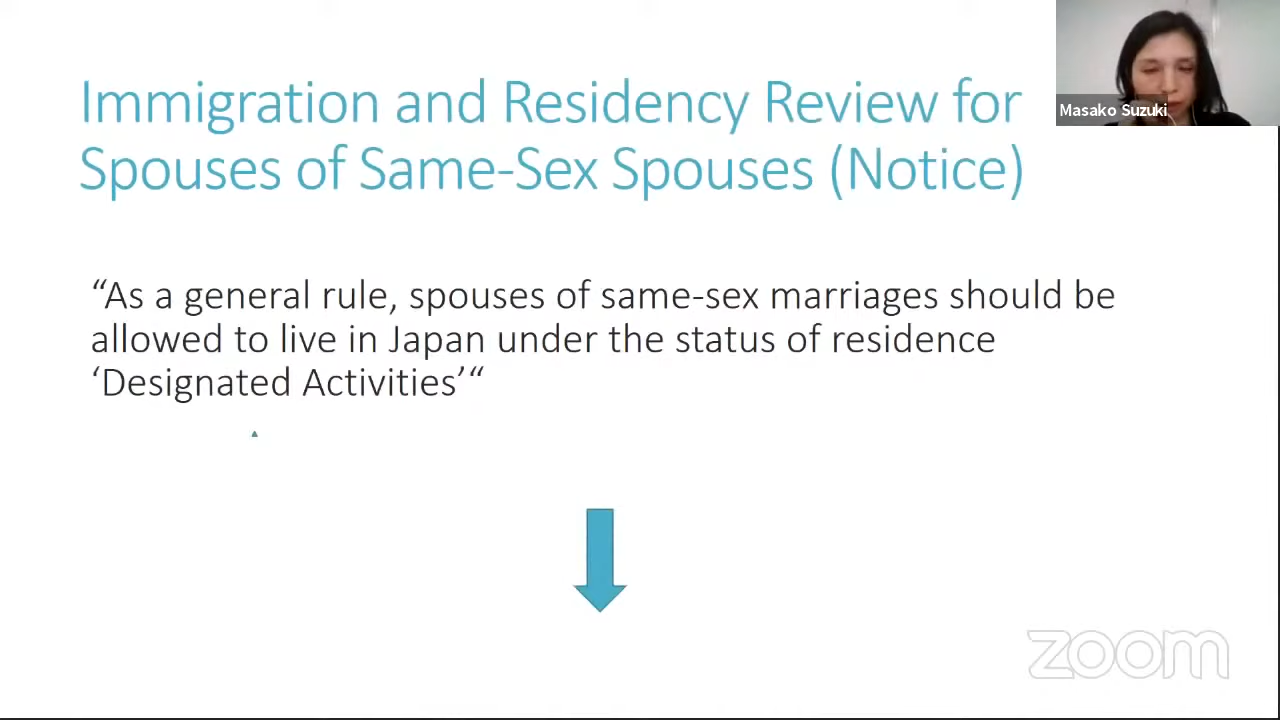 Immigration and Residency Review for
Spouses of Same-Sex Spouses (Notice)
Masako Suzuki
“As a general rule, spouses of same-sex marriages should be
allowed to live in Japan under the status of residence
‘Designated Activities’“
zoom